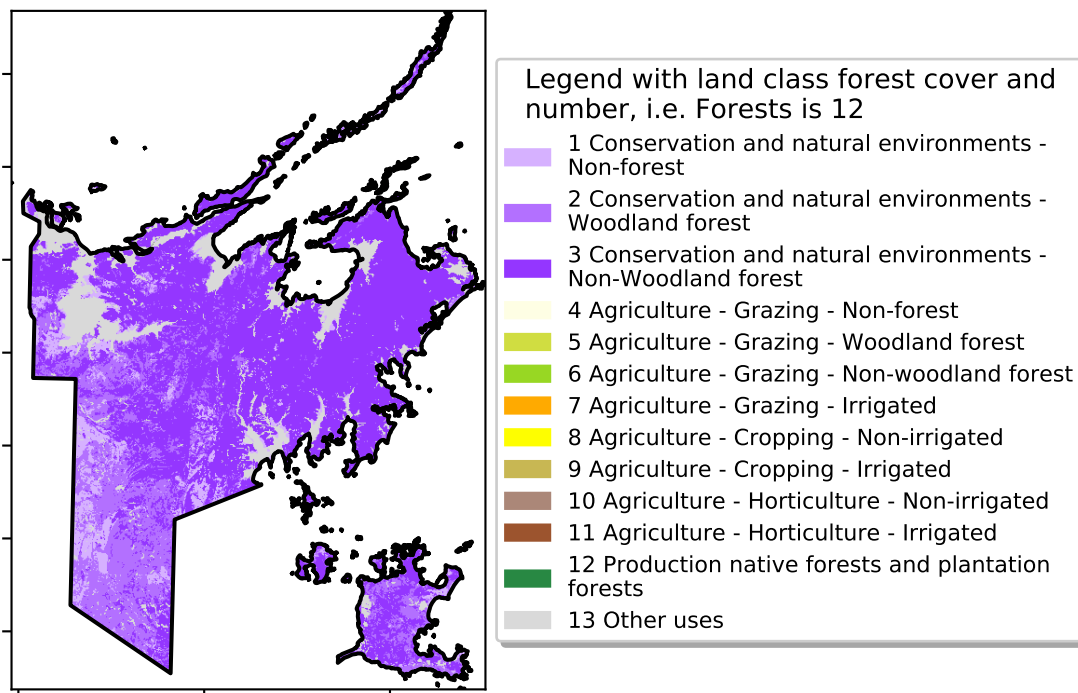 Legend with land class forest cover and
number, i.e. Forests is 12
1 Conservation and natural environments -
Non-forest
2 Conservation and natural environments -
Woodland forest
3 Conservation and natural environments -
Non-Woodland forest
4 Agriculture - Grazing - Non-forest
5 Agriculture - Grazing - Woodland forest
6 Agriculture - Grazing - Non-woodland forest
7 Agriculture - Grazing - Irrigated
8 Agriculture - Cropping - Non-irrigated
9 Agriculture - Cropping - Irrigated
10 Agriculture - Horticulture - Non-irrigated
11 Agriculture - Horticulture - Irrigated
12 Production native forests and plantation
forests
13 Other uses